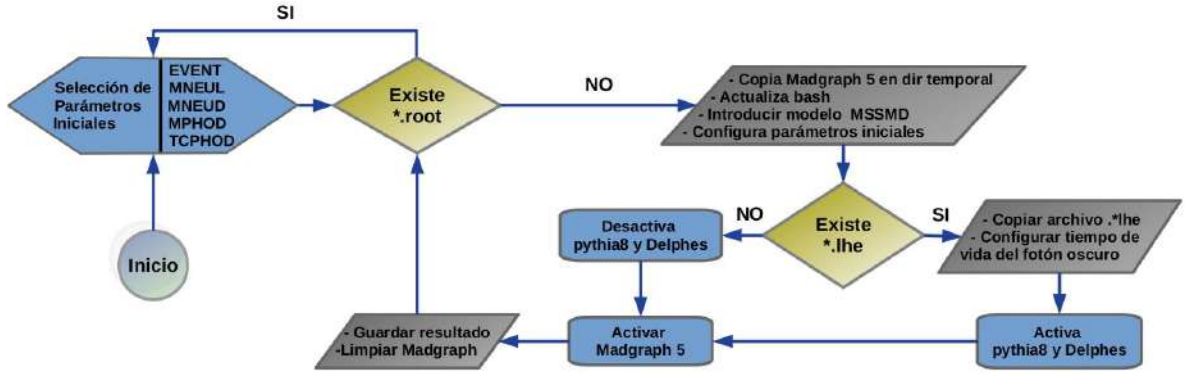 SI
Selección de
Parámetros
Iniciales
EVENT
MNEUL
MNEUD
MPHOD
TCPHOD
Existe
*.root
NO
- Copia Madgraph 5 en dir temporal
- Actualiza bash
- Introducir modelo MSSMD
- Configura parámetros iniciales
Inicio
Desactiva
pythia8 y Delphes
NO
Existe
*.lhe
SI
- Copiar archivo .*lhe
- Configurar tiempo de
vida del fotón oscuro
- Guardar resultado
-Limpiar Madgraph
Activar
Madgraph 5
Activa
pythia8 y Delphes